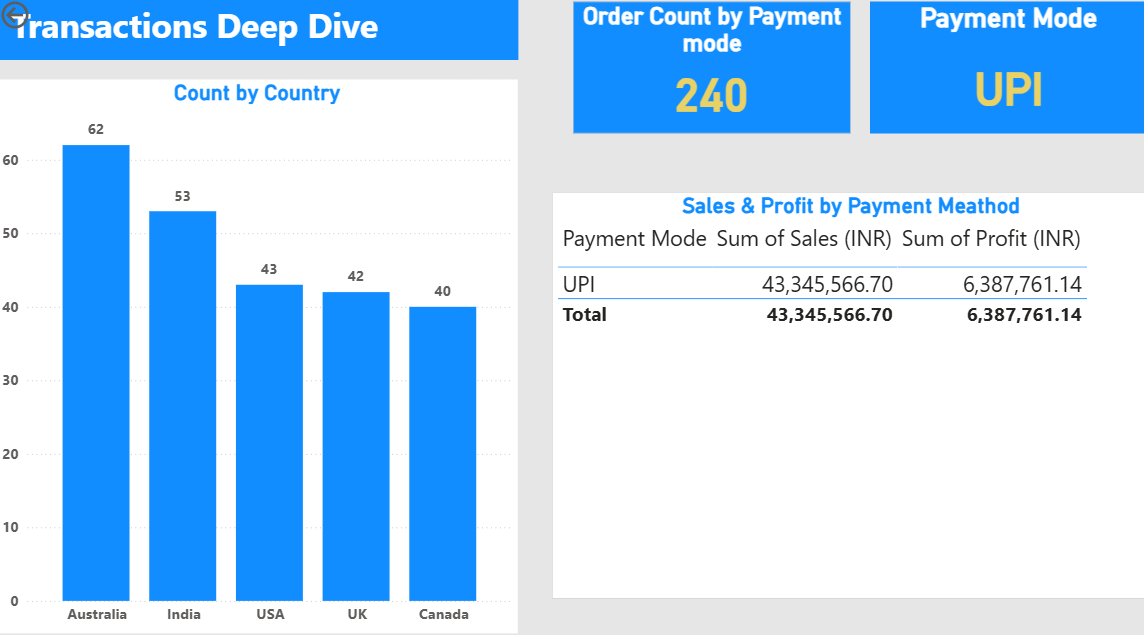 Transactions Deep Dive
Order Count by Payment
mode
240
Payment Mode
UPI
Count by Country
62
53
43
42
40
60
50
40
30
20
10
0
Australia India USA UK Canada
Sales & Profit by Payment Meathod
Payment Mode Sum of Sales (INR) Sum of Profit (INR)
UPI 43,345,566.70 6,387,761.14
Total 43,345,566.70 6,387,761.14